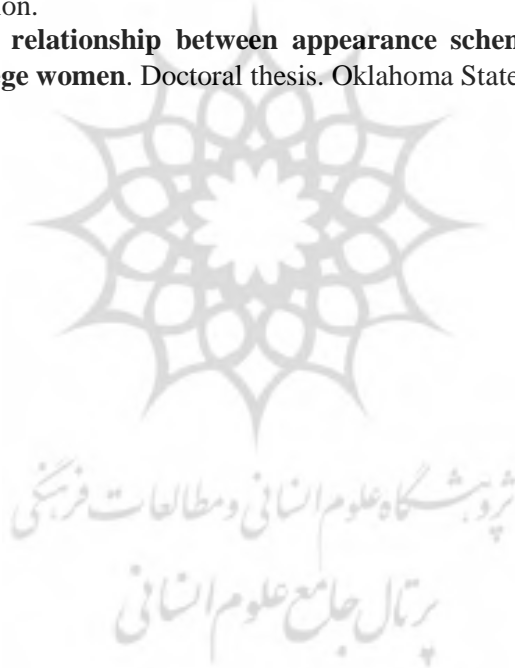 ion.
relationship between appearance schem
ge women. Doctoral thesis. Oklahoma State
پژوهشگاه علوم انسانی و مطالعات فرهنگی
پرتال جامع علوم انسانی